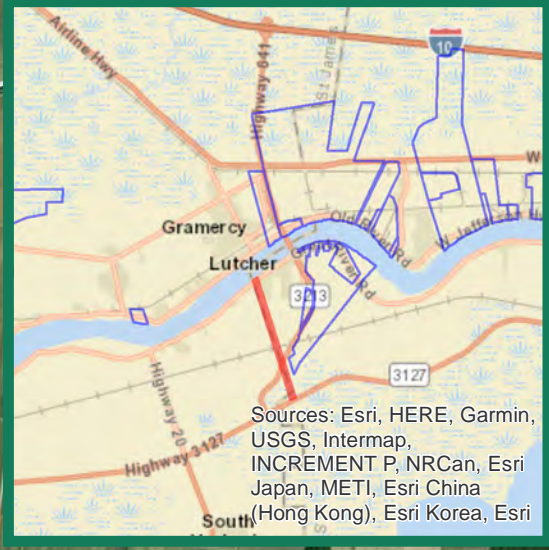 Airline Hwy
Highway 641
St James
10
W
Gramercy
Old River Rd
W Jefferson H
Lutcher
River Rd
3213
3127
Highway 20
Highway 3127
Sources: Esri, HERE, Garmin,
USGS, Intermap,
INCREMENT P, NRCan, Esri
Japan, METI, Esri China
(Hong Kong), Esri Korea, Esri
South
S